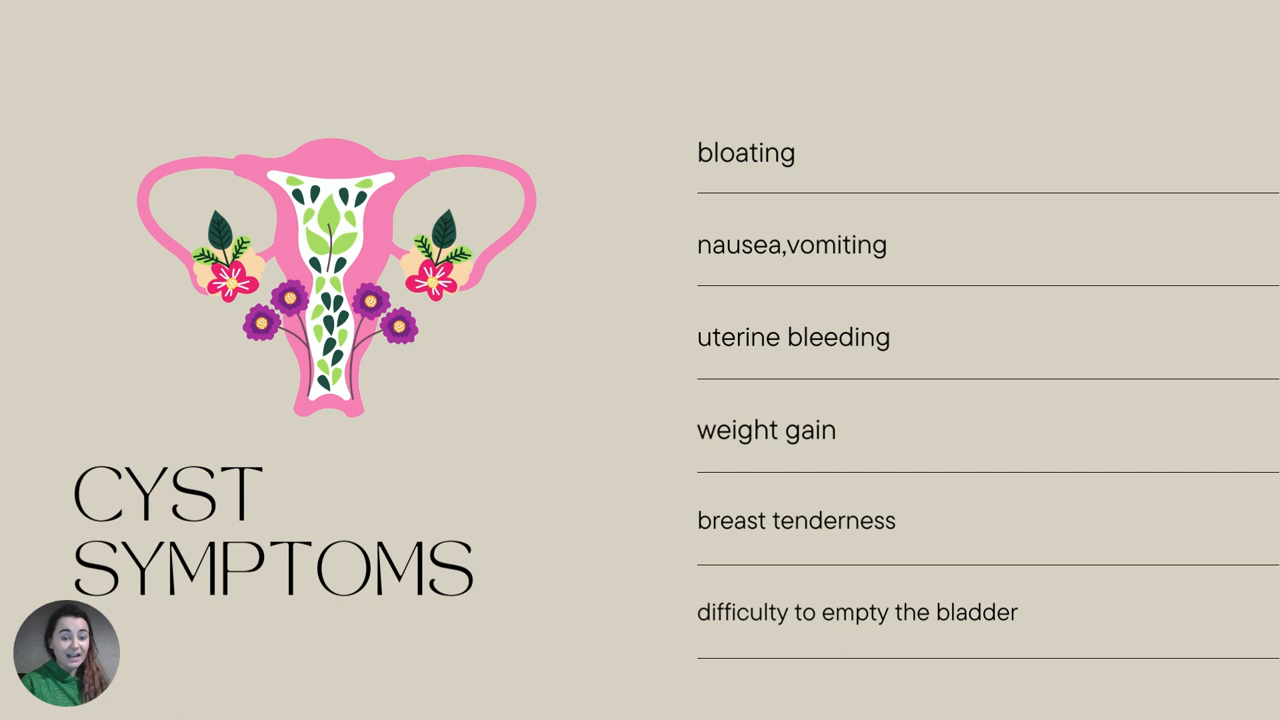 CYST
SYMPTOMS
bloating
nausea,vomiting
uterine bleeding
weight gain
breast tenderness
difficulty to empty the bladder